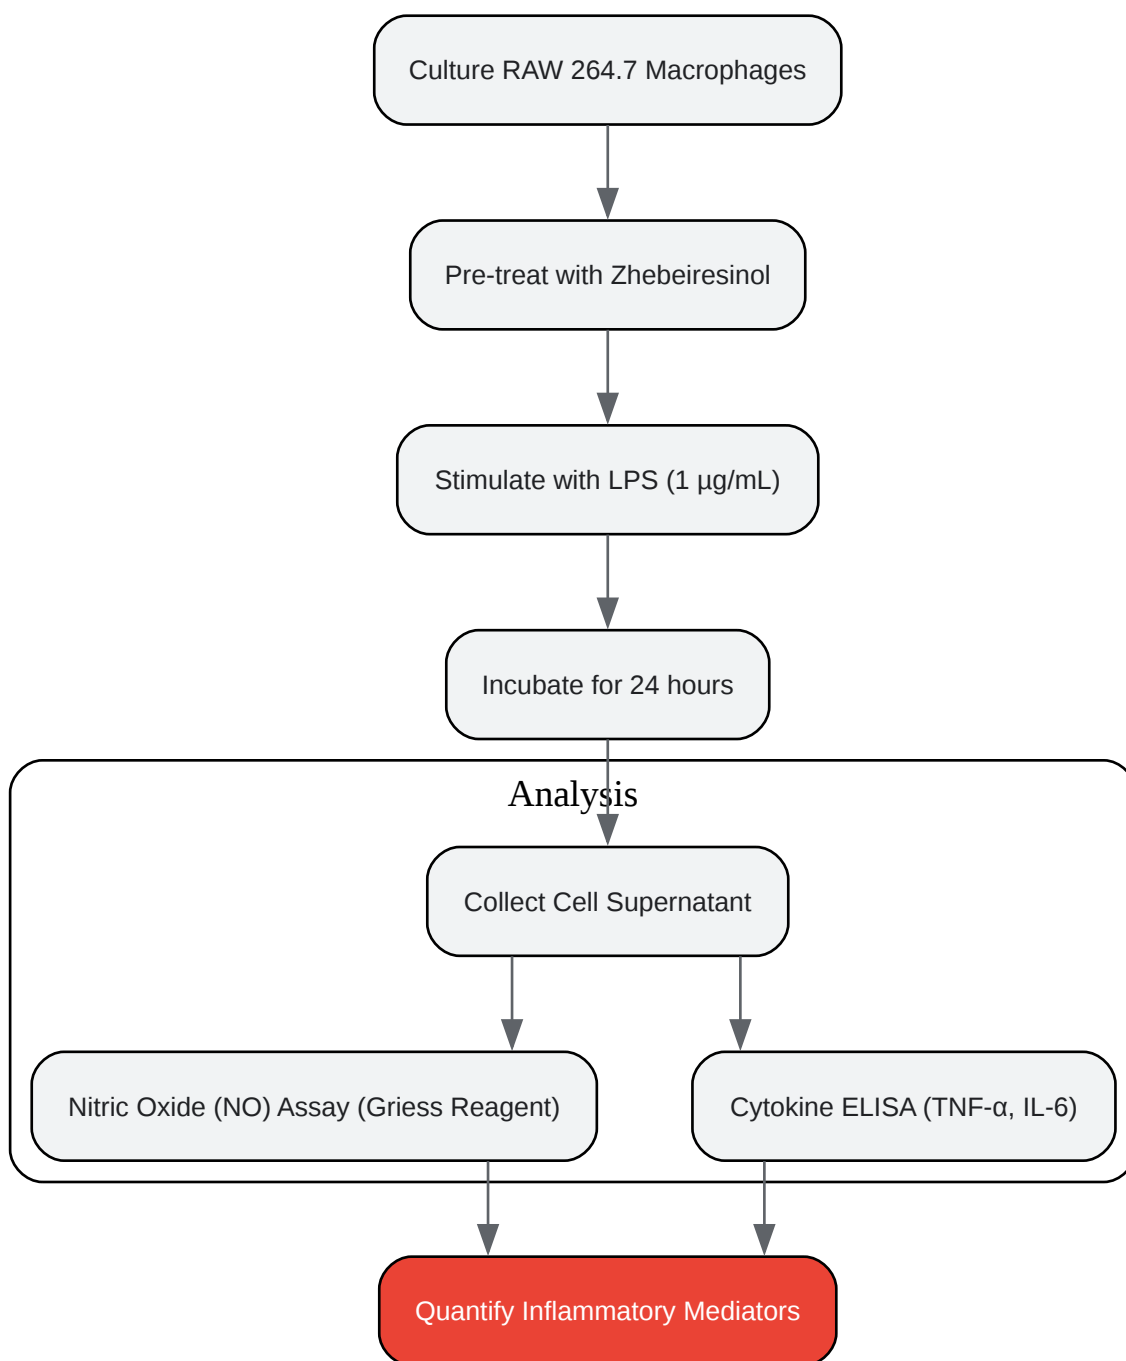 Culture RAW 264.7 Macrophages
Pre-treat with Zhebeiresinol
Stimulate with LPS (1 µg/mL)
Incubate for 24 hours
Analysis
Collect Cell Supernatant
Nitric Oxide (NO) Assay (Griess Reagent)
Cytokine ELISA (TNF-α, IL-6)
Quantify Inflammatory Mediators